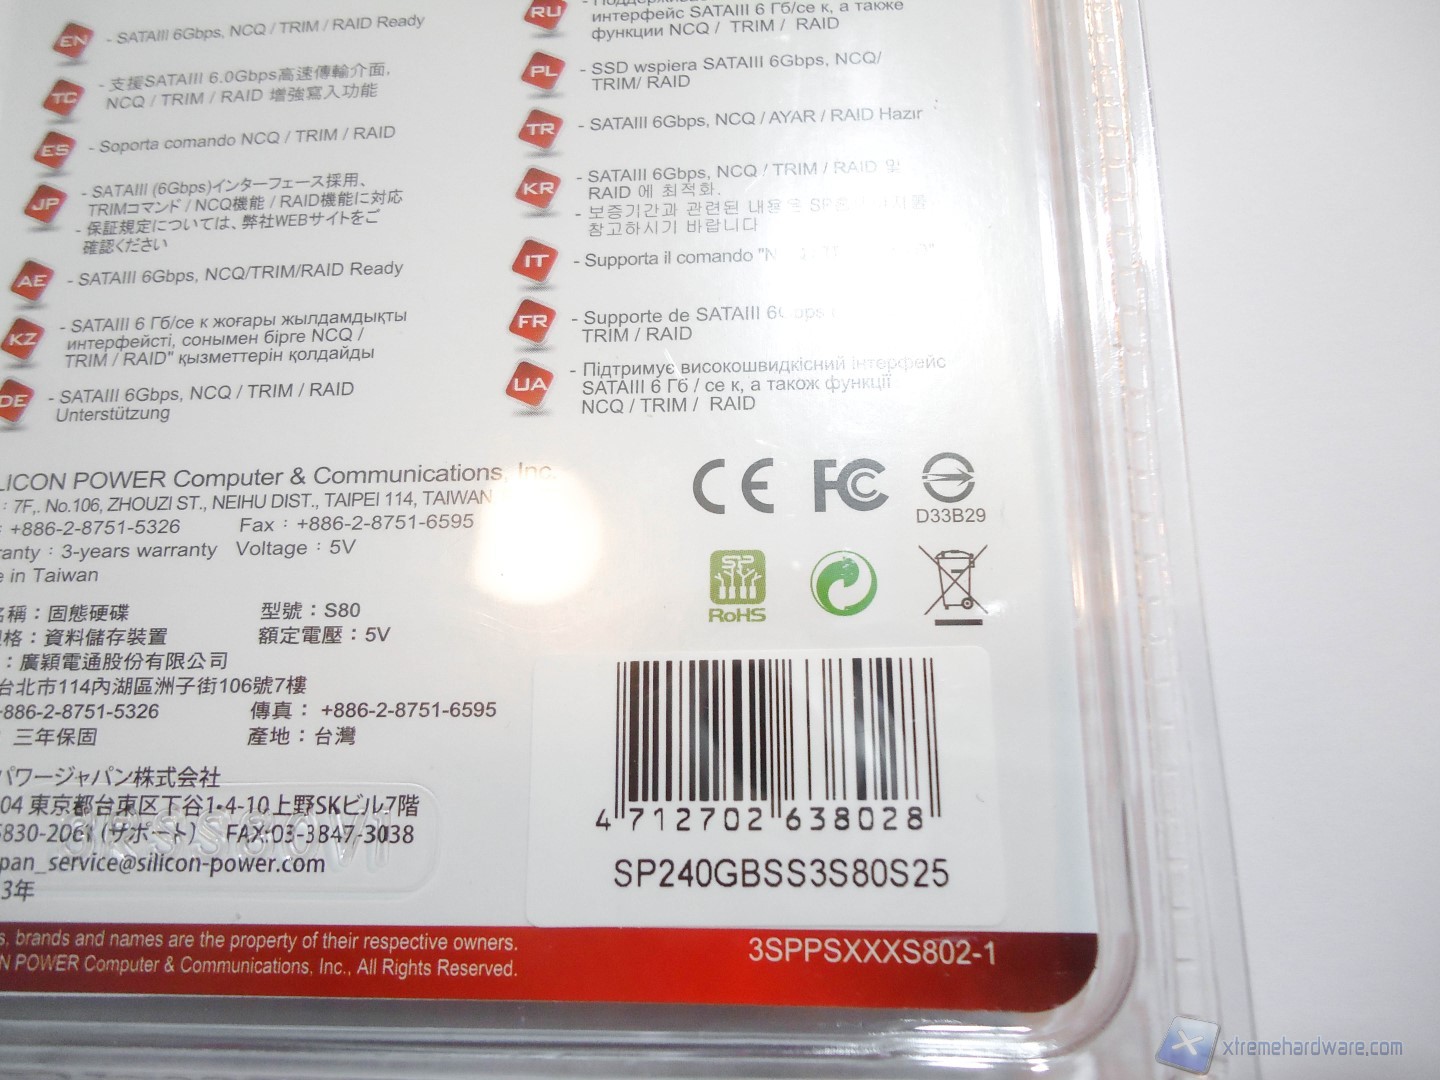 EN
- SATAIII 6Gbps, NCQ / TRIM / RAID Ready
TC
- 支援SATAIII 6.0Gbps高速傳輸介面,
NCQ / TRIM / RAID 增強寫入功能
ES
- Soporta comando NCQ / TRIM / RAID
JP
- SATAIII (6Gbps)インターフェース採用、
TRIMコマンド / NCQ機能 / RAID機能に対応
- 保証規定については、弊社WEBサイトをご
確認ください
AE
- SATAIII 6Gbps, NCQ/TRIM/RAID Ready
KZ
- SATAIII 6 Гб/се к жоғары жылдамдықты
интерфейсті, сонымен бірге NCQ /
TRIM / RAID" қызметтерін қолдайды
DE
- SATAIII 6Gbps, NCQ / TRIM / RAID
Unterstützung
RU
интерфейс SATAIII 6 Гб/се к, а также
функции NCQ / TRIM / RAID
PL
- SSD wspiera SATAIII 6Gbps, NCQ/
TRIM/ RAID
TR
- SATAIII 6Gbps, NCQ / AYAR / RAID Hazır
KR
- SATAIII 6Gbps, NCQ / TRIM / RAID 및
RAID 에 최적화.
- 보증기간과 관련된 내용은
참고하시기 바랍니다
IT
- Supporta il comando
FR
- Supporte de SATAIII
TRIM / RAID
UA
- Підтримує високошвидкісний інтерфейс
SATAIII 6 Гб / се к, а також функції
NCQ / TRIM / RAID
LICON POWER Computer & Communications, Inc.
: 7F,. No.106, ZHOUZI ST., NEIHU DIST., TAIPEI 114, TAIWAN
: +886-2-8751-5326 Fax : +886-2-8751-6595
ranty : 3-years warranty Voltage : 5V
e in Taiwan
名稱：固態硬碟 型號：S80
格：資料儲存裝置 額定電壓：5V
：廣穎電通股份有限公司
台北市114內湖區洲子街106號7樓
+886-2-8751-5326 傳真： +886-2-8751-6595
三年保固 產地：台灣
パワージャパン株式会社
04 東京都台東区下谷1-4-10 上野SKビル7階
5830-2061 (サポート) FAX:03-3847-3038
pan_service@silicon-power.com
3年
CE FC
D33B29
SP
RoHS
4 712702 638028
SP240GBSS3S80S25
s, brands and names are the property of their respective owners.
N POWER Computer & Communications, Inc., All Rights Reserved.
3SPPSXXXS802-1
xtremehardware.com